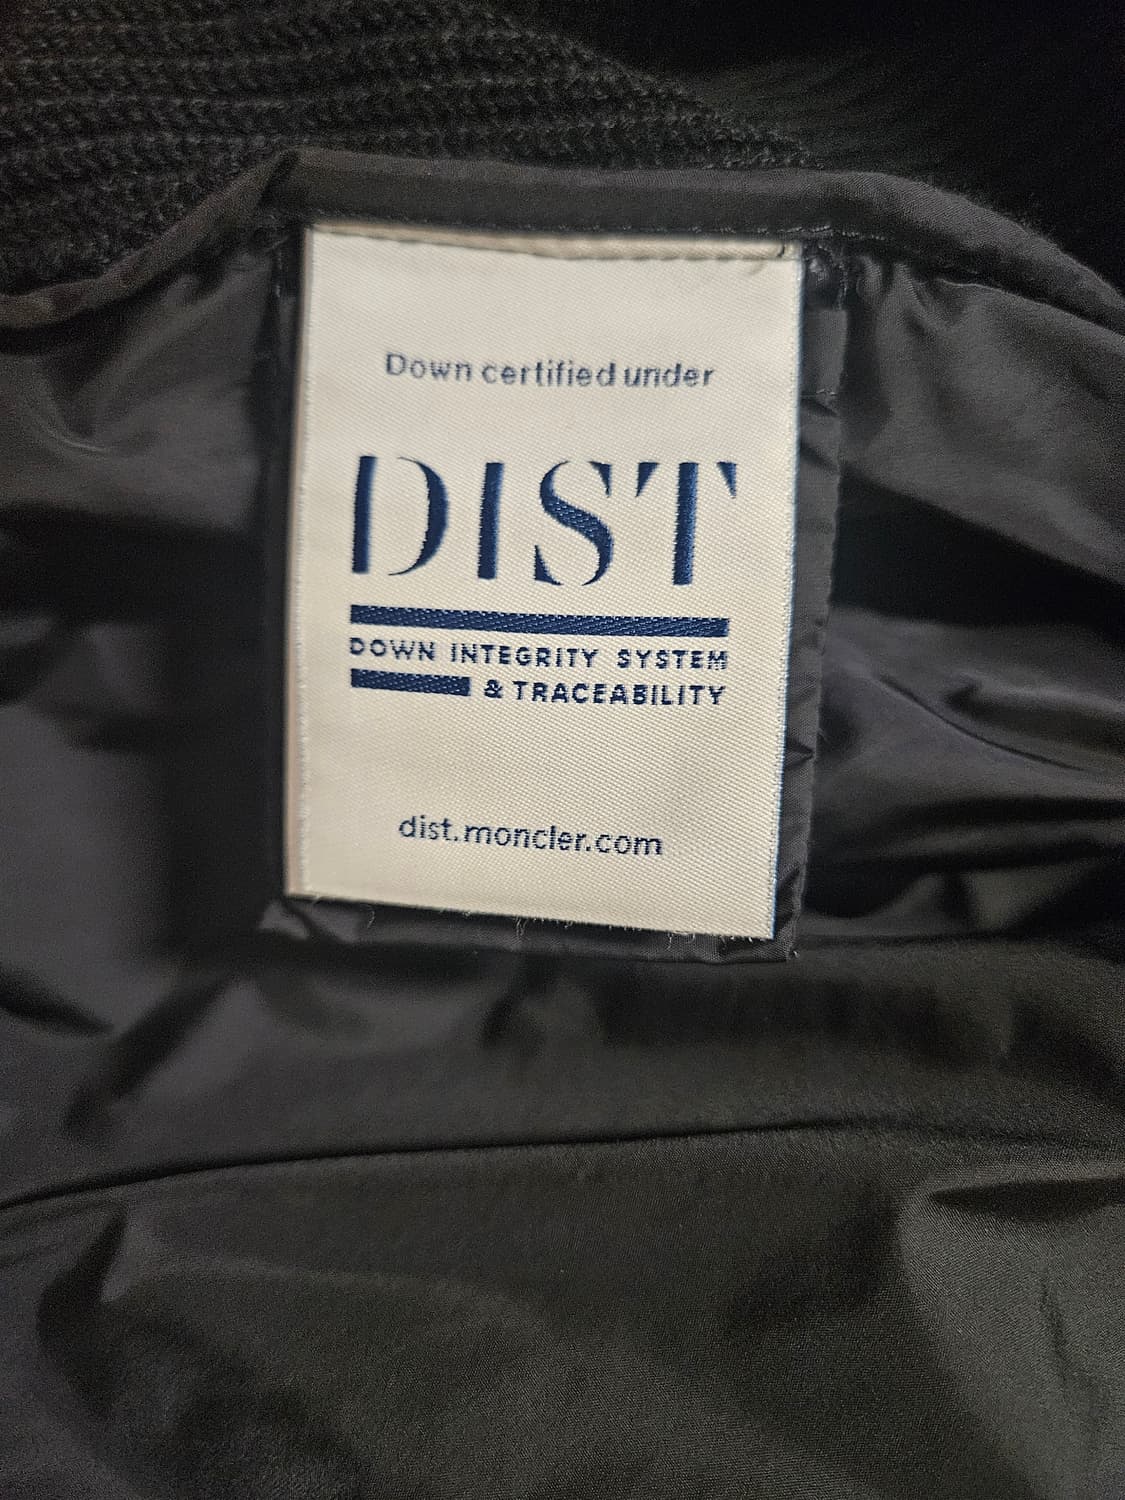 Down certified under
DIST
DOWN INTEGRITY SYSTEM
& TRACEABILITY
dist.moncler.com